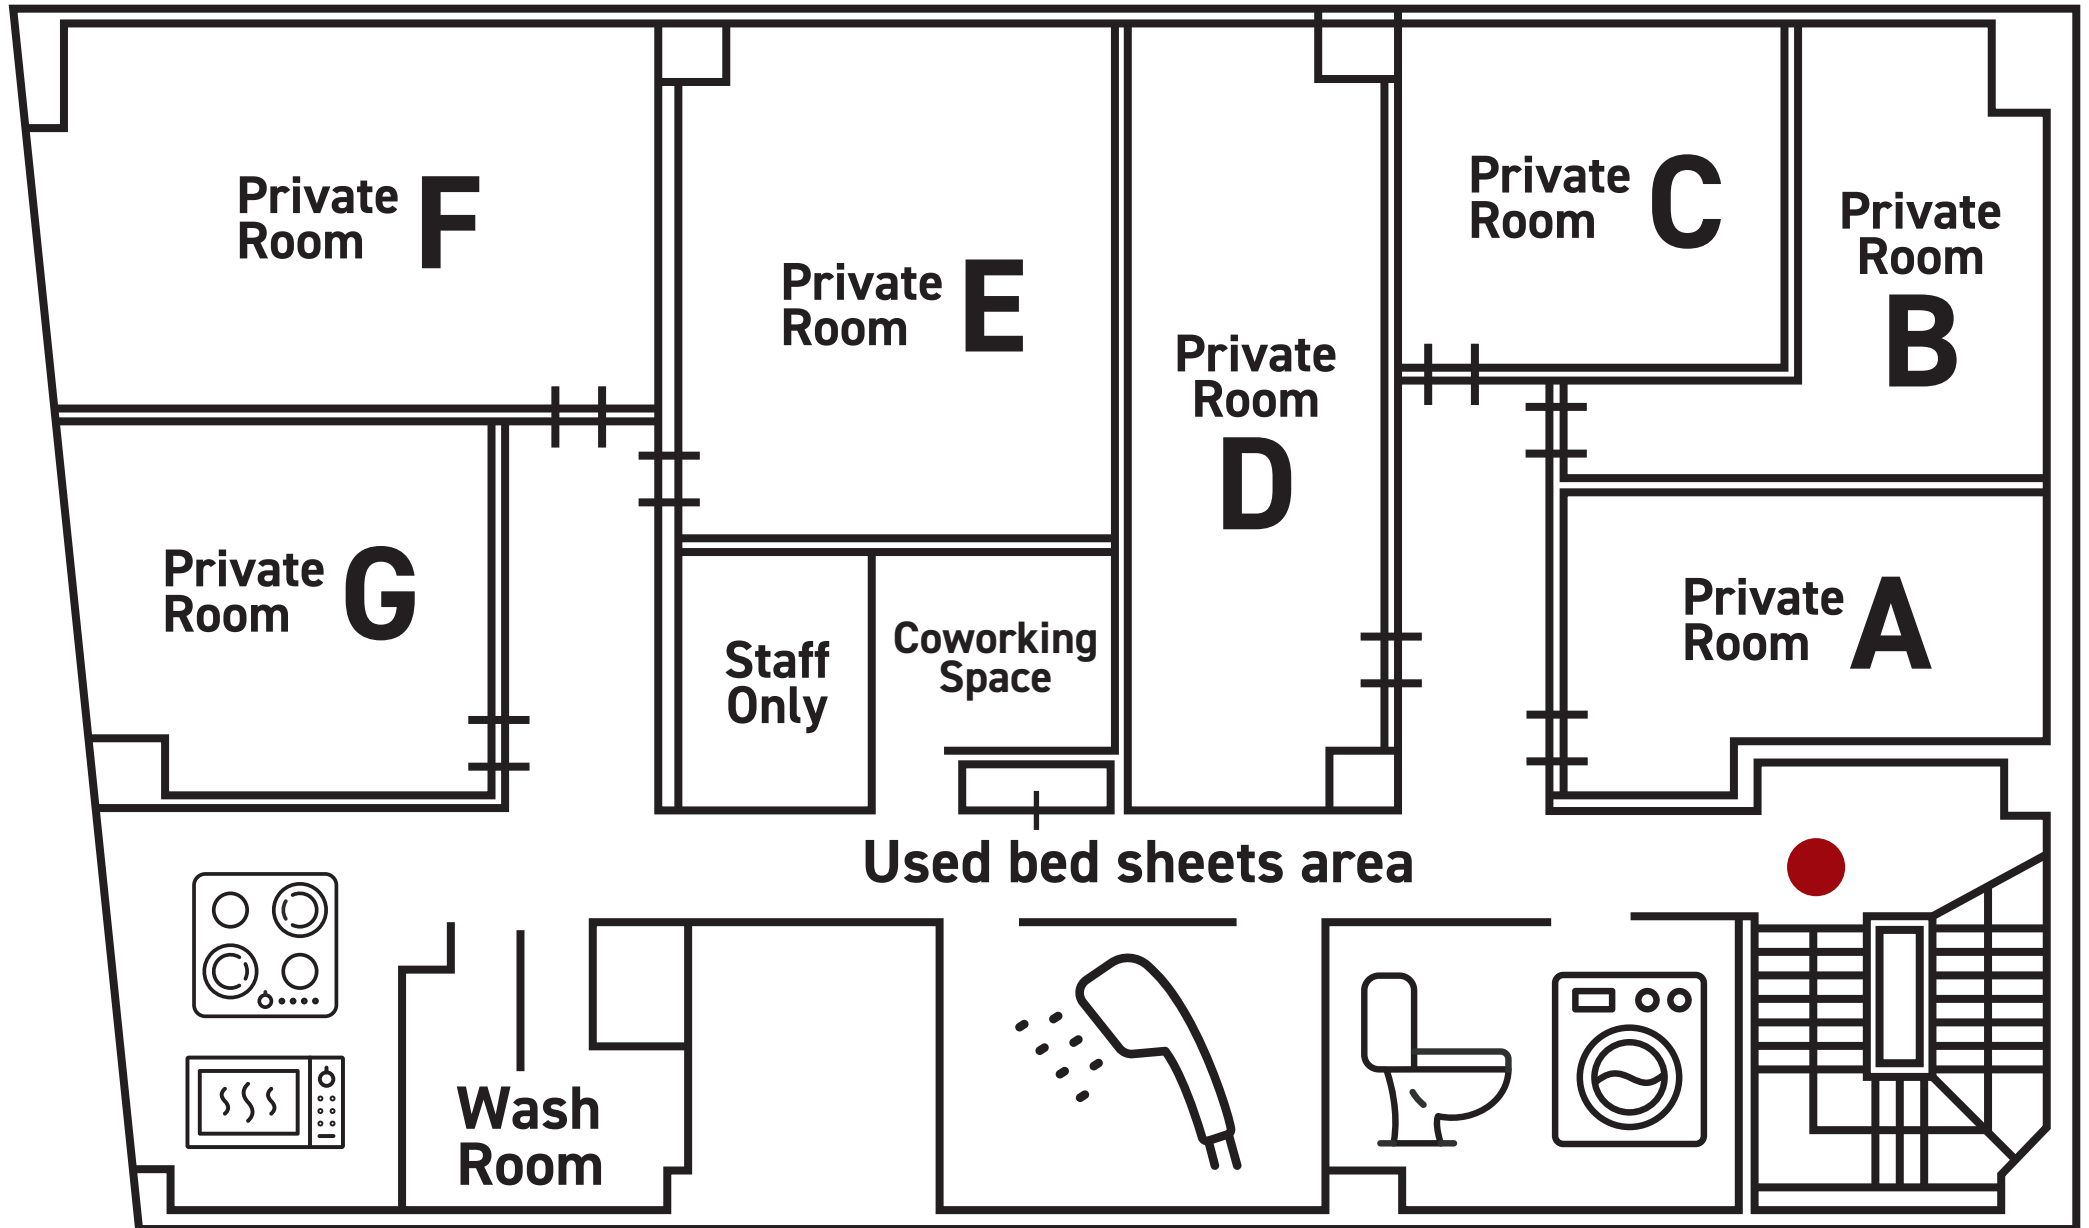 Private
Room F
Private
Room E
Private
Room D
Private
Room C
Private
Room
B
Private
Room G
Staff
Only
Coworking
Space
Private
Room A
Used bed sheets area
Wash
Room